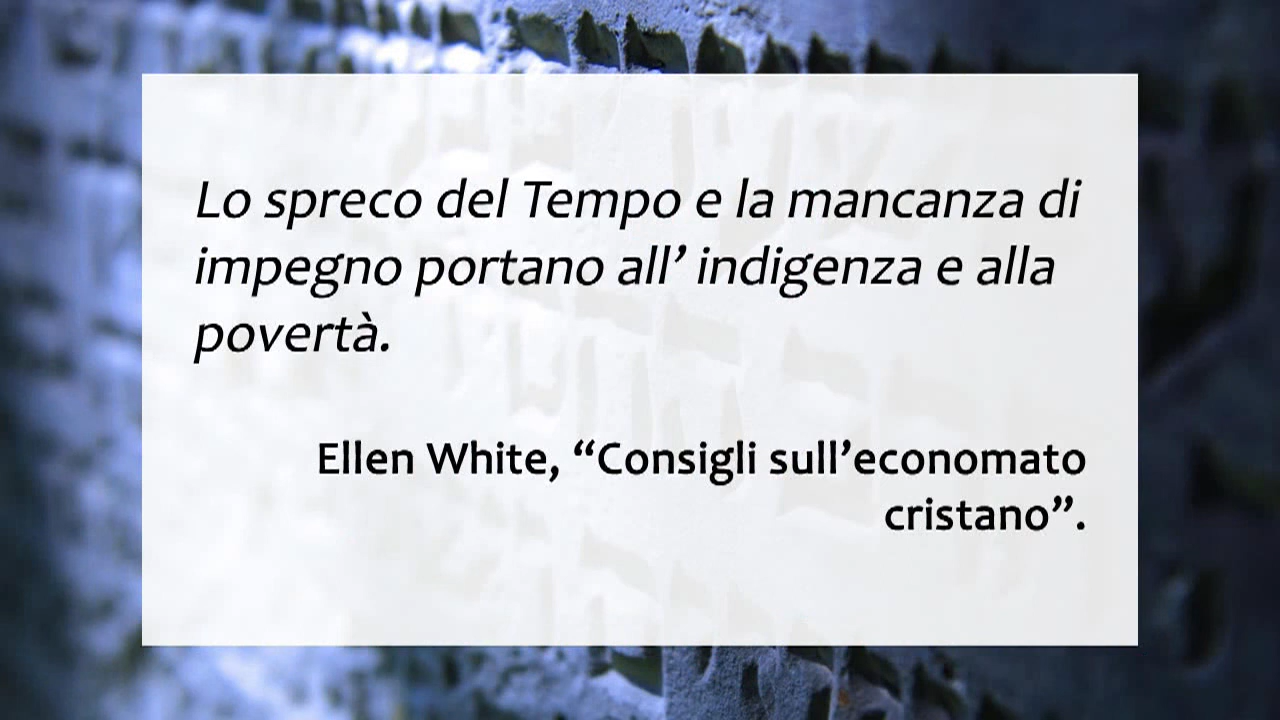 Lo spreco del Tempo e la mancanza di
impegno portano all’ indigenza e alla
povertà.
Ellen White, “Consigli sull’economato
cristano”.